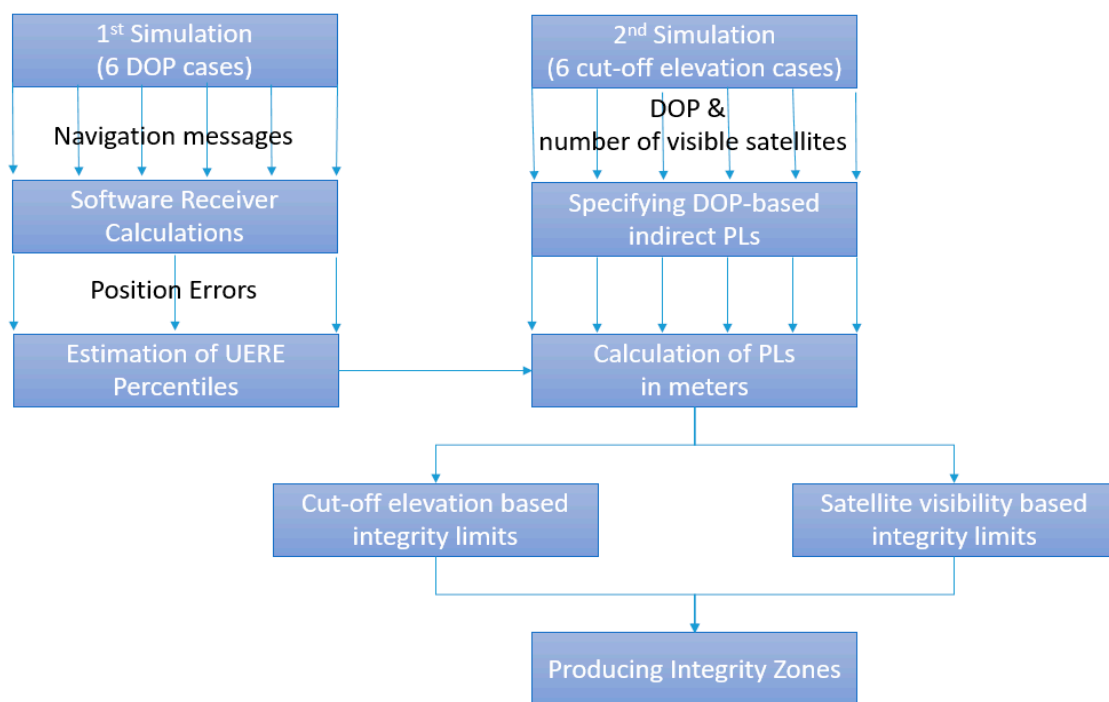 1st Simulation
(6 DOP cases)
2nd Simulation
(6 cut-off elevation cases)
Navigation messages
DOP &
number of visible satellites
Software Receiver
Calculations
Specifying DOP-based
indirect PLs
Position Errors
Estimation of UERE
Percentiles
Calculation of PLs
in meters
Cut-off elevation based
integrity limits
Satellite visibility based
integrity limits
Producing Integrity Zones